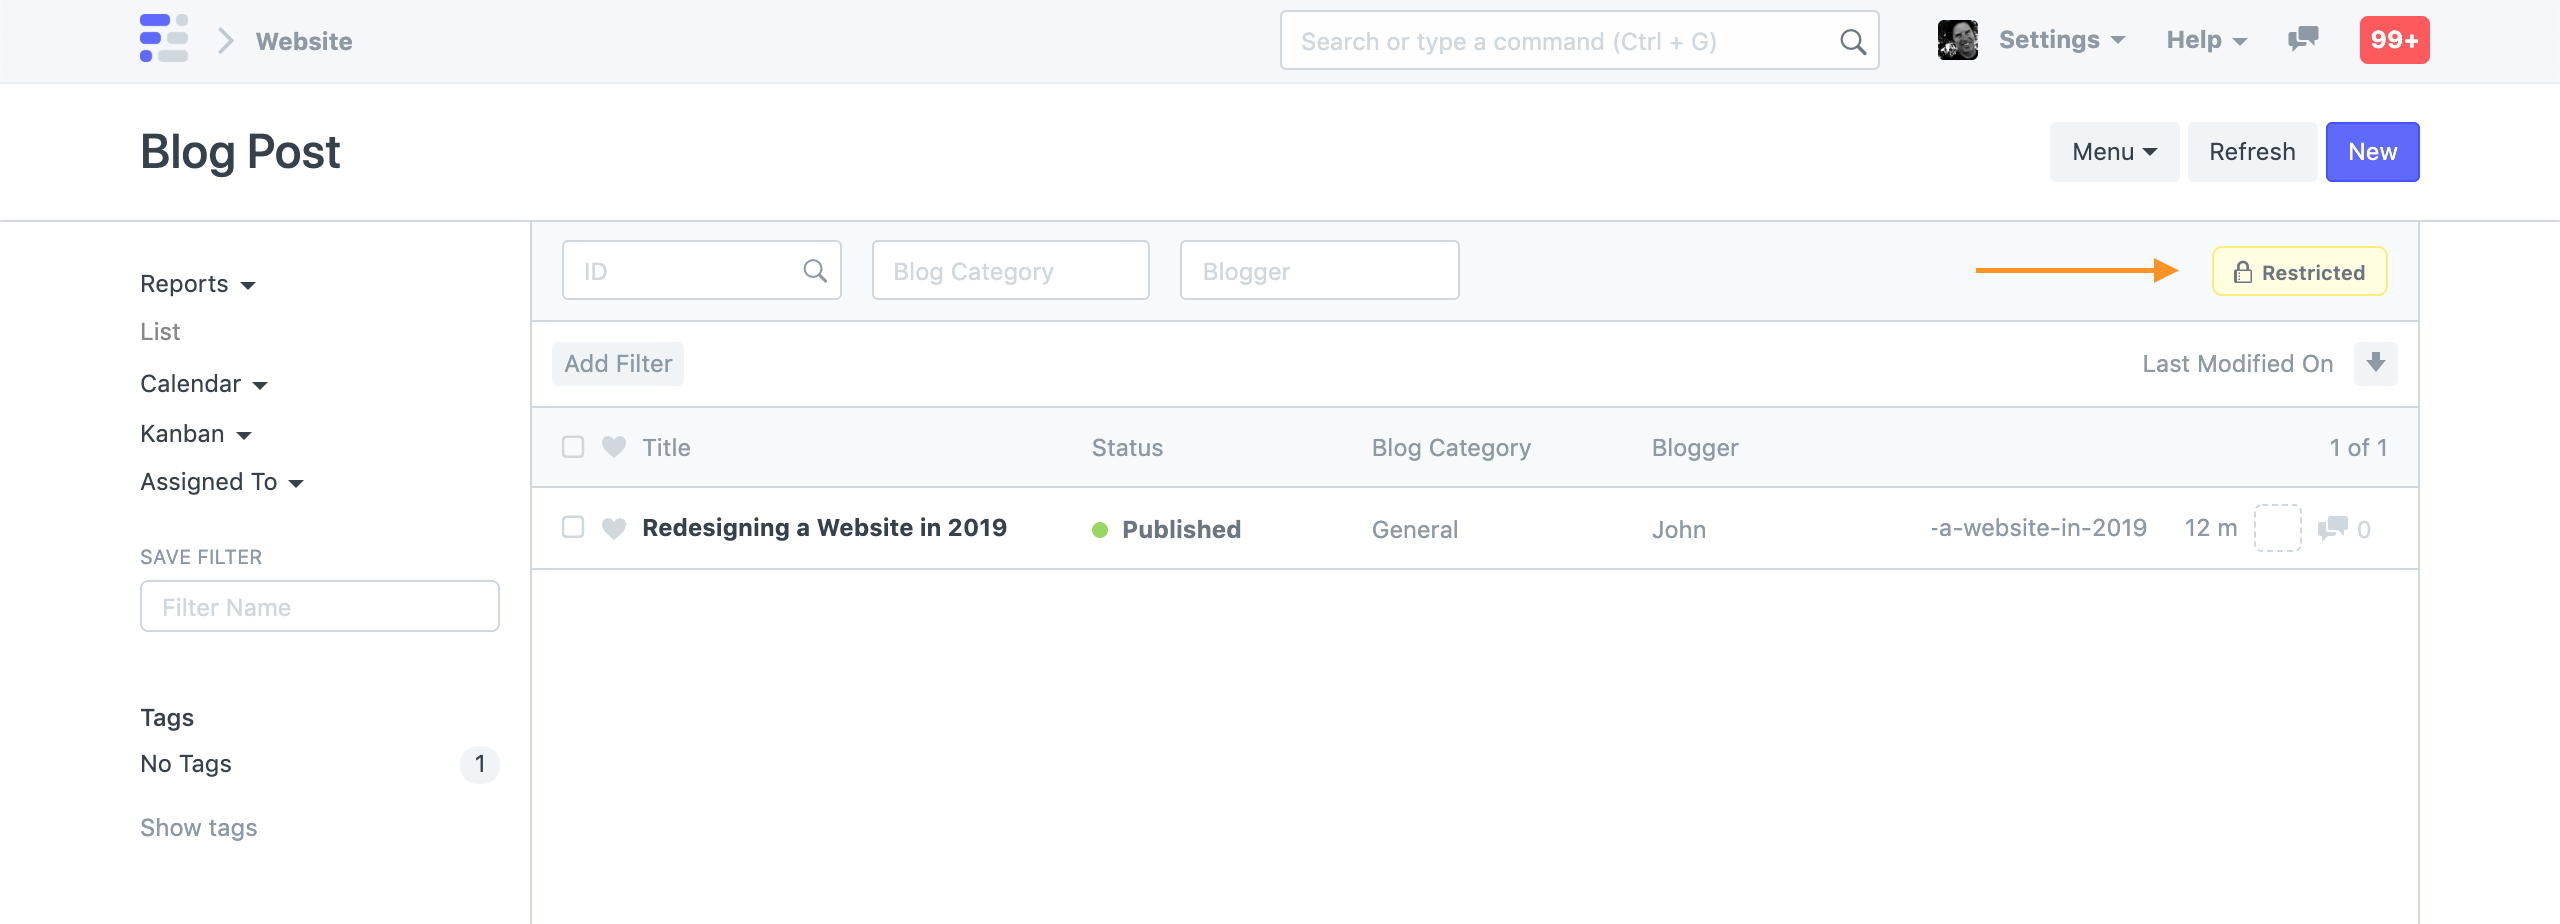 Website
Search or type a command (Ctrl + G)
Settings
Help
99+
Blog Post
Menu
Refresh
New
Reports
List
Calendar
Kanban
Assigned To
SAVE FILTER
Filter Name
Tags
No Tags 1
Show tags
ID
Blog Category
Blogger
Restricted
Add Filter
Last Modified On
Title Status Blog Category Blogger 1 of 1
Redesigning a Website in 2019 Published General John -a-website-in-2019 12 m 0